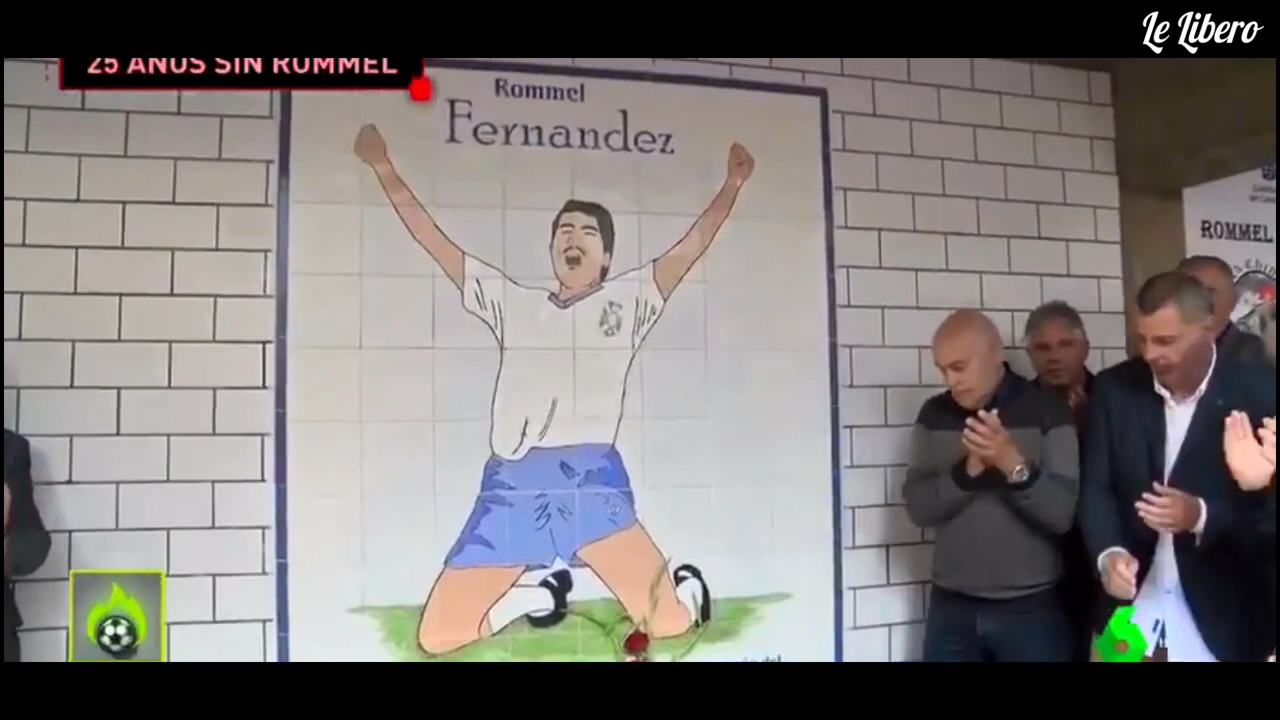 Le Libero
25 AÑOS SIN ROMMEL
Rommel
Fernandez
ROMMEL